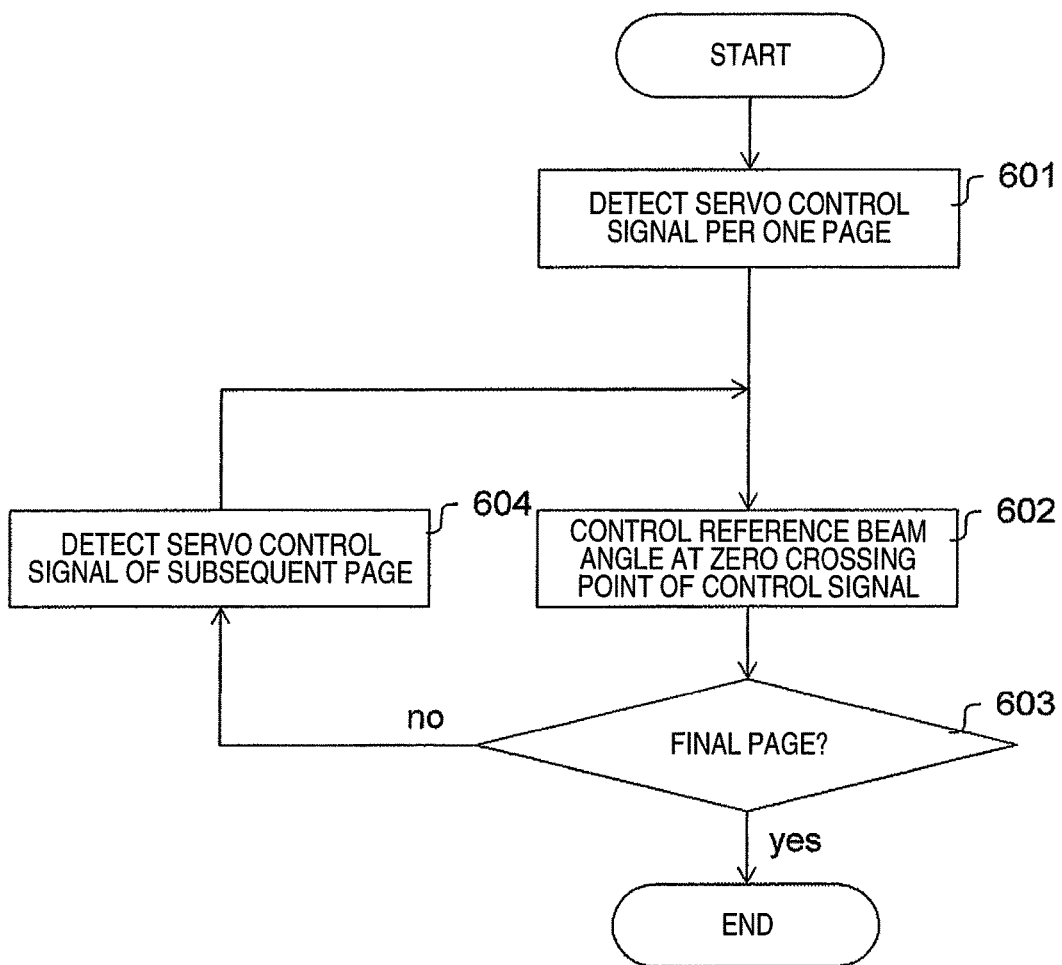 START
601
DETECT SERVO CONTROL
SIGNAL PER ONE PAGE
604
DETECT SERVO CONTROL
SIGNAL OF SUBSEQUENT PAGE
602
CONTROL REFERENCE BEAM
ANGLE AT ZERO CROSSING
POINT OF CONTROL SIGNAL
603
no
FINAL PAGE?
yes
END